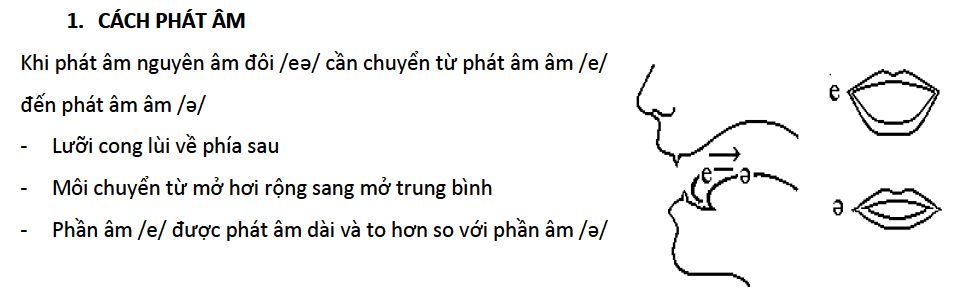 1. CÁCH PHÁT ÂM
Khi phát âm nguyên âm đôi /eə/ cần chuyển từ phát âm âm /e/
đến phát âm âm /ə/
- Lưỡi cong lùi về phía sau
- Môi chuyển từ mở hơi rộng sang mở trung bình
- Phần âm /e/ được phát âm dài và to hơn so với phần âm /ə/
e
e ə
ə